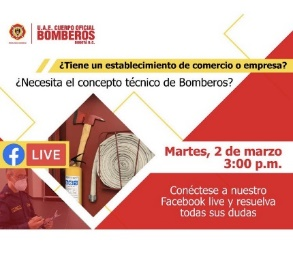 U.A.E. CUERPO OFICIAL
BOMBEROS
BOGOTÁ D.C.
¿Tiene un establecimiento de comercio o empresa?
¿Necesita el concepto técnico de Bomberos?
LIVE
Martes, 2 de marzo
3:00 p.m.
Conéctese a nuestro
Facebook live y resuelva
todas sus dudas